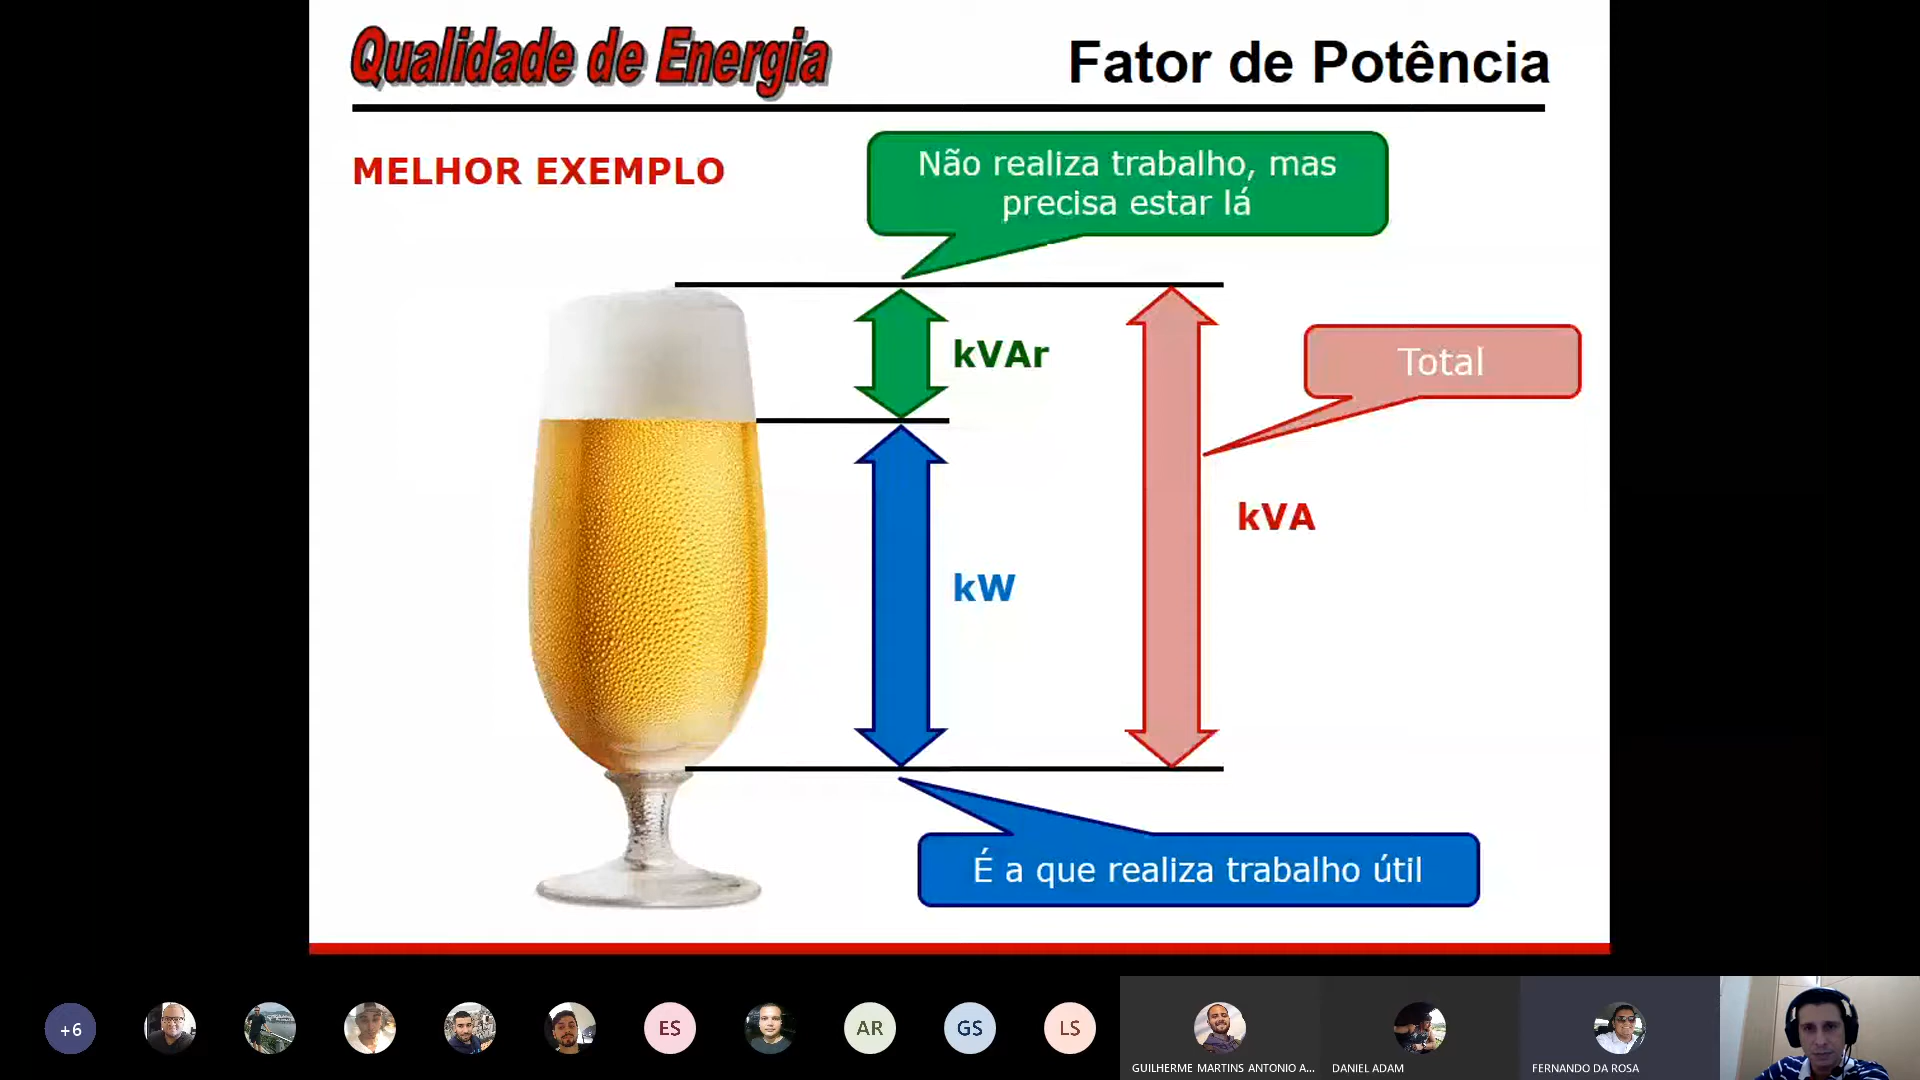 Qualidade de Energia
Fator de Potência
MELHOR EXEMPLO
Não realiza trabalho, mas
precisa estar lá
kVAr
Total
kVA
kW
É a que realiza trabalho útil
+6
ES
AR
GS
LS
GUILHERME MARTINS ANTONIO A...
DANIEL ADAM
FERNANDO DA ROSA